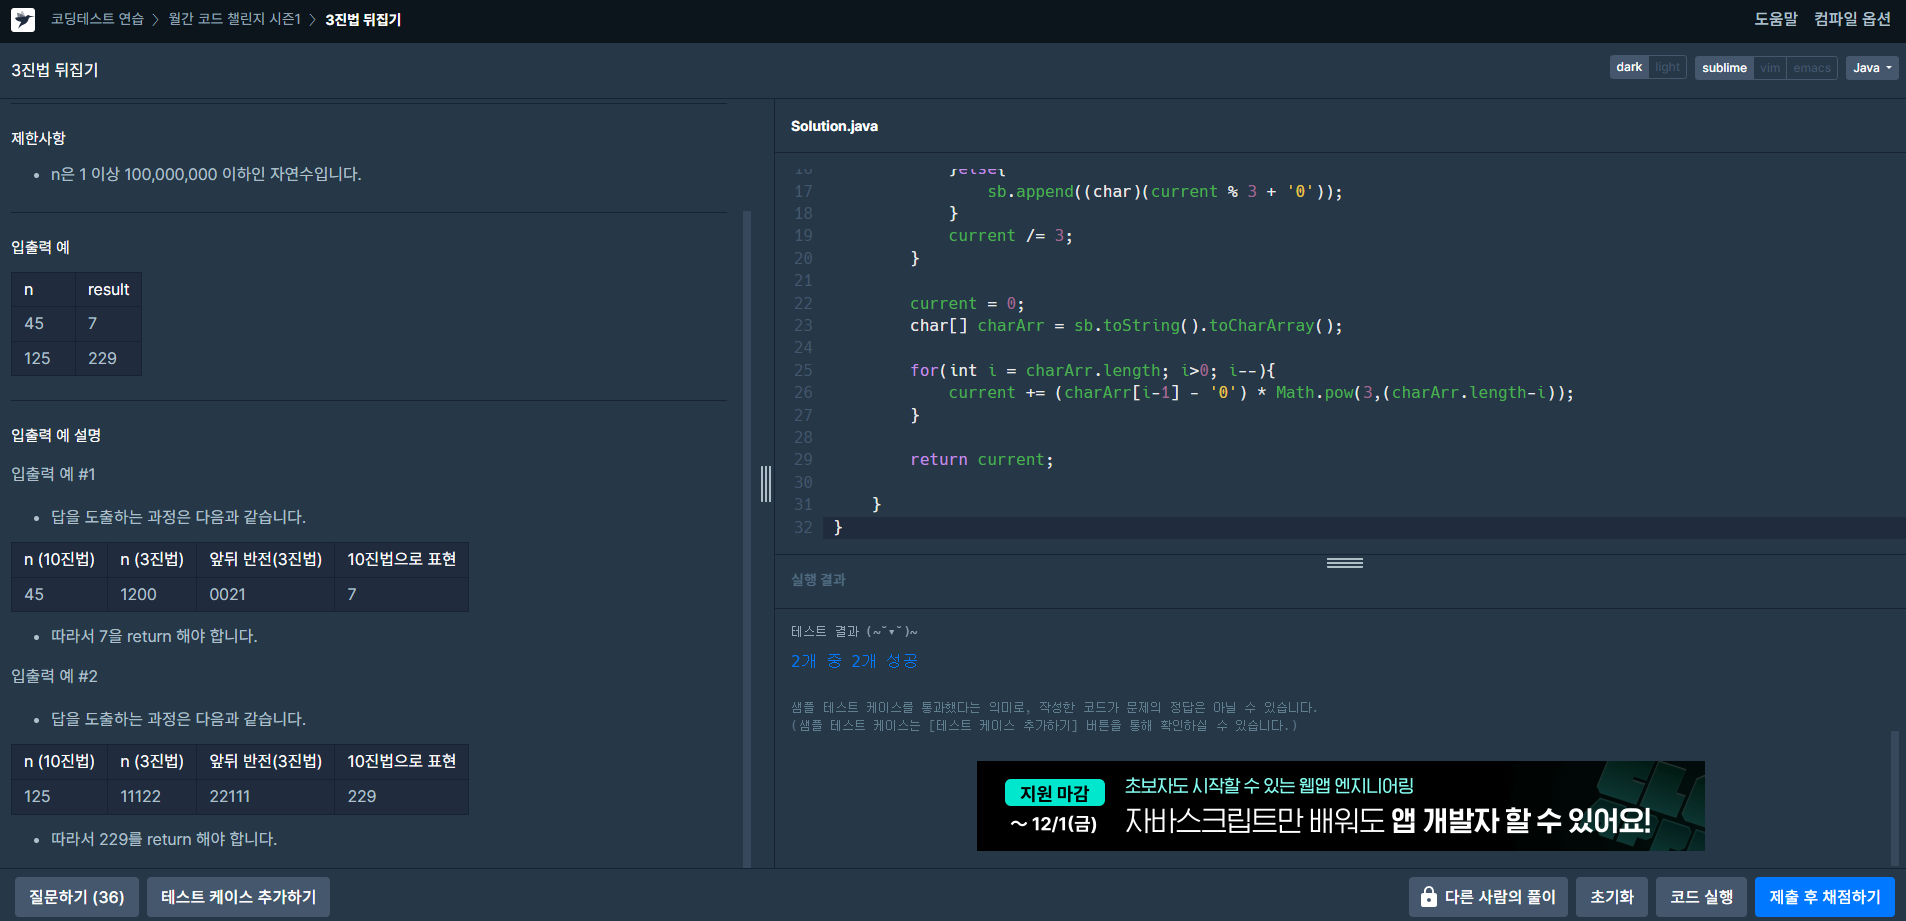 코딩테스트 연습 > 월간 코드 챌린지 시즌1 > 3진법 뒤집기
도움말 컴파일 옵션
3진법 뒤집기
dark light sublime vim emacs Java
제한사항
• n은 1 이상 100,000,000 이하인 자연수입니다.
입출력 예
n result
45 7
125 229
입출력 예 설명
입출력 예 #1
• 답을 도출하는 과정은 다음과 같습니다.
n (10진법) n (3진법) 앞뒤 반전(3진법) 10진법으로 표현
45 1200 0021 7
• 따라서 7을 return 해야 합니다.
입출력 예 #2
• 답을 도출하는 과정은 다음과 같습니다.
n (10진법) n (3진법) 앞뒤 반전(3진법) 10진법으로 표현
125 11122 22111 229
• 따라서 229를 return 해야 합니다.
Solution.java
16 }else{
17 sb.append((char)(current % 3 + '0'));
18 }
19 current /= 3;
20 }
21
22 current = 0;
23 char[] charArr = sb.toString().toCharArray();
24
25 for(int i = charArr.length; i>0; i--){
26 current += (charArr[i-1] - '0') * Math.pow(3,(charArr.length-i));
27 }
28
29 return current;
30
31 }
32 }
실행 결과
테스트 결과 (~˘▾˘)~
2개 중 2개 성공
샘플 테스트 케이스를 통과했다는 의미로, 작성한 코드가 문제의 정답은 아닐 수 있습니다.
(샘플 테스트 케이스는 [테스트 케이스 추가하기] 버튼을 통해 확인하실 수 있습니다.)
지원 마감
~ 12/1(금)
초보자도 시작할 수 있는 웹앱 엔지니어링
자바스크립트만 배워도 앱 개발자 할 수 있어요!
질문하기 (36) 테스트 케이스 추가하기 다른 사람의 풀이 초기화 코드 실행 제출 후 채점하기